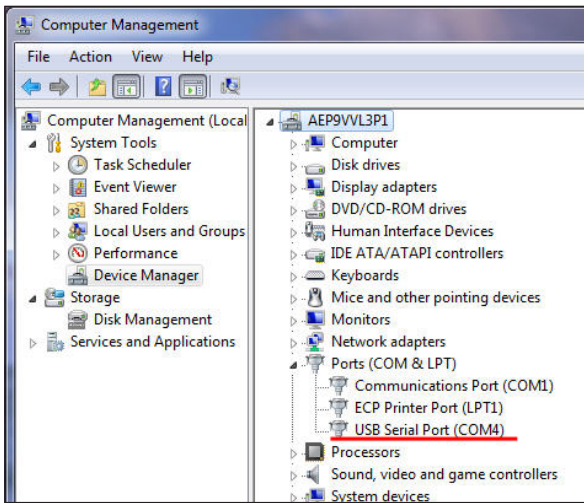 Computer Management
File Action View Help
Computer Management (Local
System Tools
Task Scheduler
Event Viewer
Shared Folders
Local Users and Groups
Performance
Device Manager
Storage
Disk Management
Services and Applications
AEP9VVL3P1
Computer
Disk drives
Display adapters
DVD/CD-ROM drives
Human Interface Devices
IDE ATA/ATAPI controllers
Keyboards
Mice and other pointing devices
Monitors
Network adapters
Ports (COM & LPT)
Communications Port (COM1)
ECP Printer Port (LPT1)
USB Serial Port (COM4)
Processors
Sound, video and game controllers
System devices